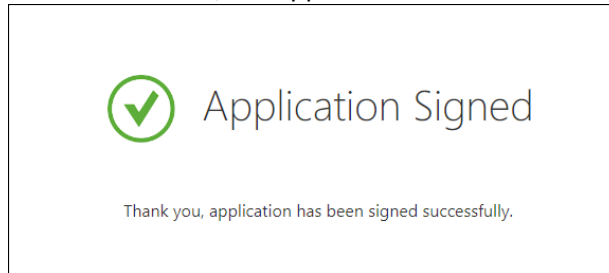 Application Signed
Thank you, application has been signed successfully.